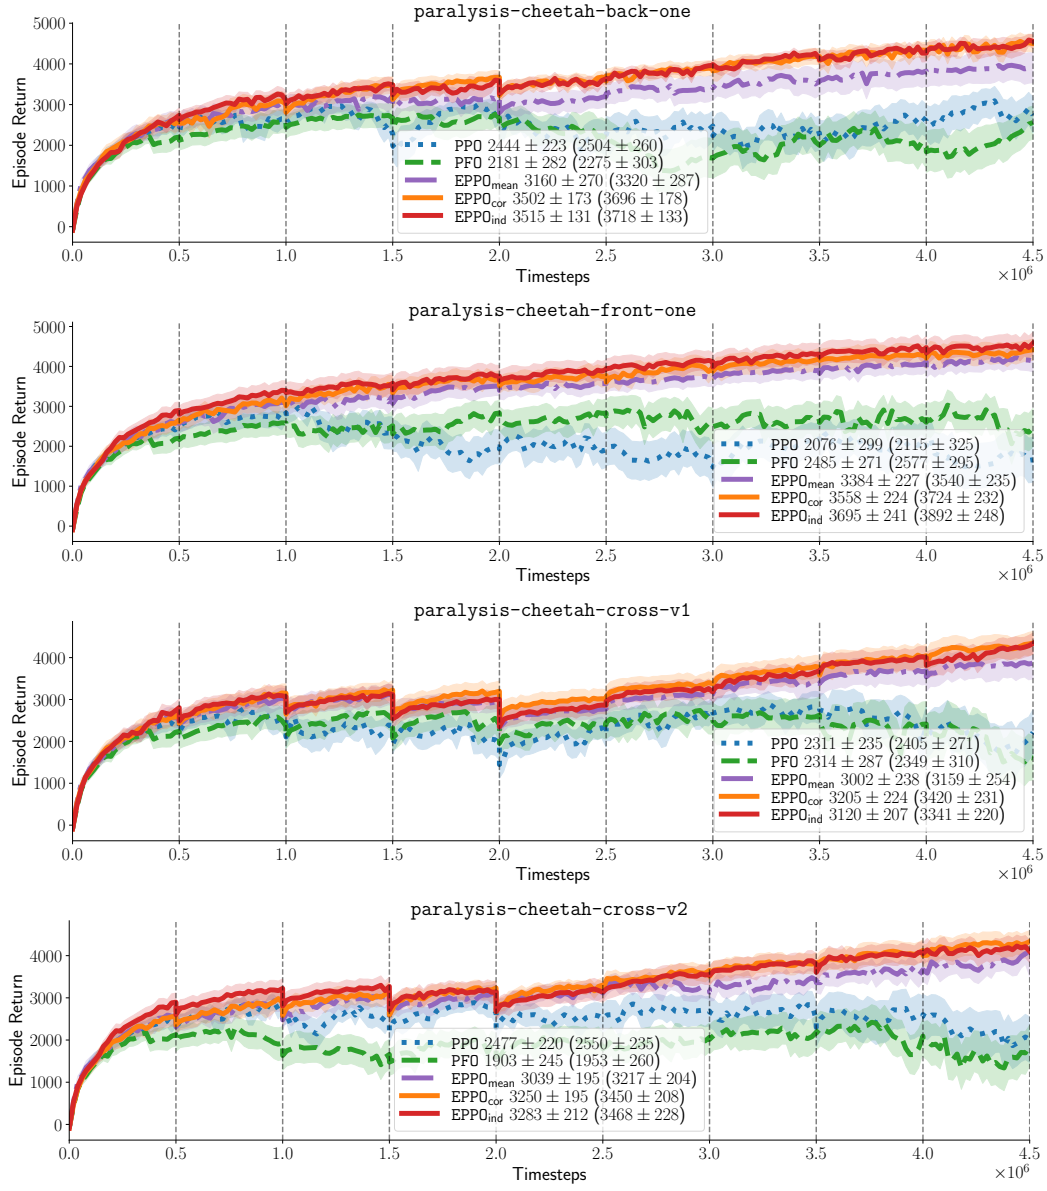 paralysis-cheetah-back-one
5000
4000
3000
2000
1000
0
Episode Return
PPO 2444 ± 223 (2504 ± 260)
PFO 2181 ± 282 (2275 ± 303)
EPPOmean 3160 ± 270 (3320 ± 287)
EPPOcor 3502 ± 173 (3696 ± 178)
EPPOind 3515 ± 131 (3718 ± 133)
0.0 0.5 1.0 1.5 2.0 2.5 3.0 3.5 4.0 4.5
Timesteps
×10⁶
paralysis-cheetah-front-one
5000
4000
3000
2000
1000
0
Episode Return
PPO 2076 ± 299 (2115 ± 325)
PFO 2485 ± 271 (2577 ± 295)
EPPOmean 3384 ± 227 (3540 ± 235)
EPPOcor 3558 ± 224 (3724 ± 232)
EPPOind 3695 ± 241 (3892 ± 248)
0.0 0.5 1.0 1.5 2.0 2.5 3.0 3.5 4.0 4.5
Timesteps
×10⁶
paralysis-cheetah-cross-v1
4000
3000
2000
1000
0
Episode Return
PPO 2311 ± 235 (2405 ± 271)
PFO 2314 ± 287 (2349 ± 310)
EPPOmean 3002 ± 238 (3159 ± 254)
EPPOcor 3205 ± 224 (3420 ± 231)
EPPOind 3120 ± 207 (3341 ± 220)
0.0 0.5 1.0 1.5 2.0 2.5 3.0 3.5 4.0 4.5
Timesteps
×10⁶
paralysis-cheetah-cross-v2
4000
3000
2000
1000
0
Episode Return
PPO 2477 ± 220 (2550 ± 235)
PFO 1903 ± 245 (1953 ± 260)
EPPOmean 3039 ± 195 (3217 ± 204)
EPPOcor 3250 ± 195 (3450 ± 208)
EPPOind 3283 ± 212 (3468 ± 228)
0.0 0.5 1.0 1.5 2.0 2.5 3.0 3.5 4.0 4.5
Timesteps
×10⁶